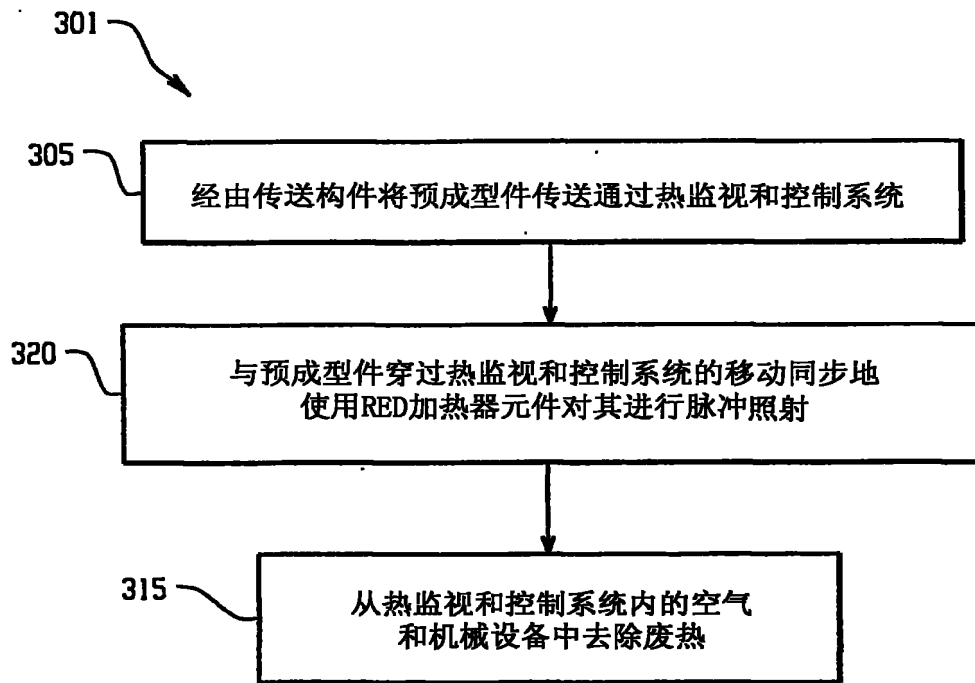 301
305
经由传送构件将预成型件传送通过热监视和控制系统
320
与预成型件穿过热监视和控制系统的移动同步地
使用RED加热器元件对其进行脉冲照射
315
从热监视和控制系统内的空气
和机械设备中去除废热